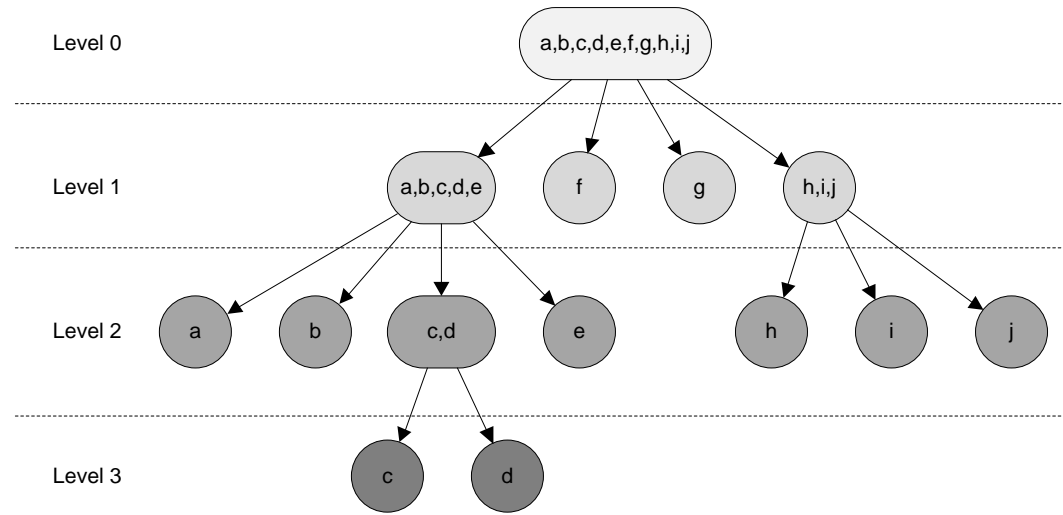 Level 0
a,b,c,d,e,f,g,h,i,j
Level 1
a,b,c,d,e
f
g
h,i,j
Level 2
a
b
c,d
e
h
i
j
Level 3
c
d